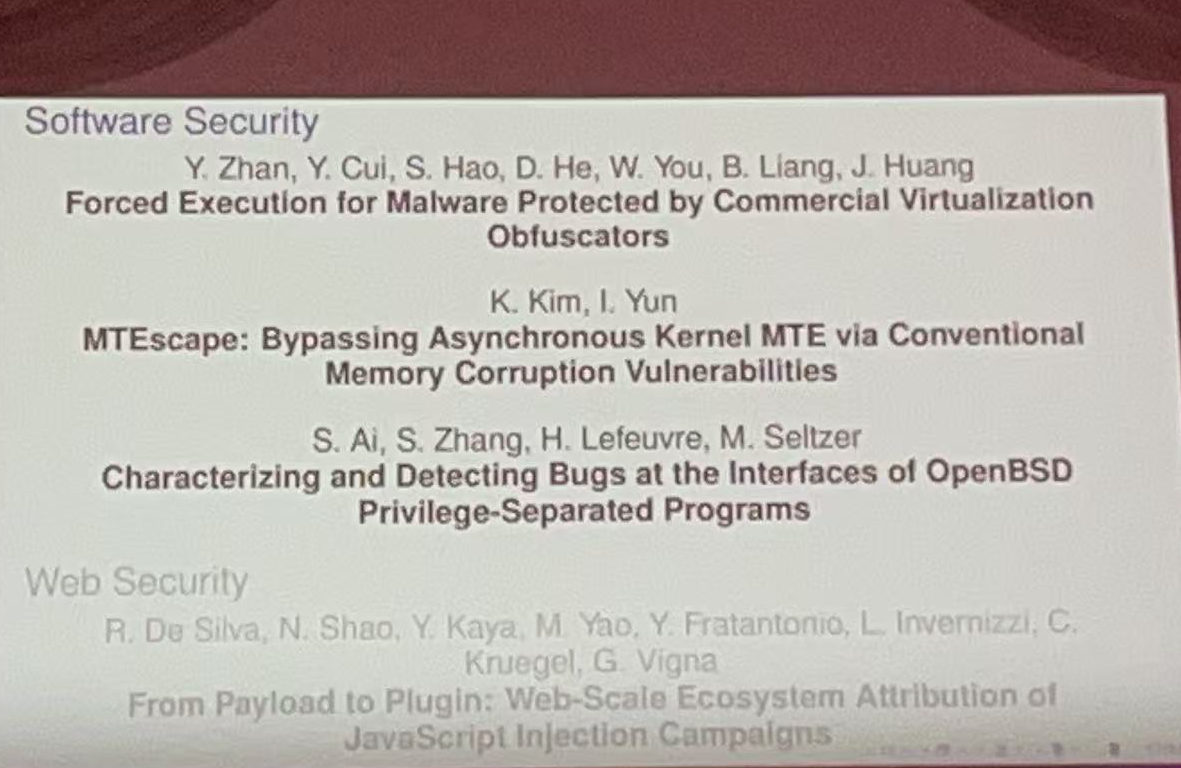 Software Security
Y. Zhan, Y. Cui, S. Hao, D. He, W. You, B. Liang, J. Huang
Forced Execution for Malware Protected by Commercial Virtualization
Obfuscators
K. Kim, I. Yun
MTEscape: Bypassing Asynchronous Kernel MTE via Conventional
Memory Corruption Vulnerabilities
S. Ai, S. Zhang, H. Lefeuvre, M. Seltzer
Characterizing and Detecting Bugs at the Interfaces of OpenBSD
Privilege-Separated Programs
Web Security
R. De Silva, N. Shao, Y. Kaya, M. Yao, Y. Fratantonio, L. Invernizzi, C.
Kruegel, G. Vigna
From Payload to Plugin: Web-Scale Ecosystem Attribution of
JavaScript Injection Campaigns